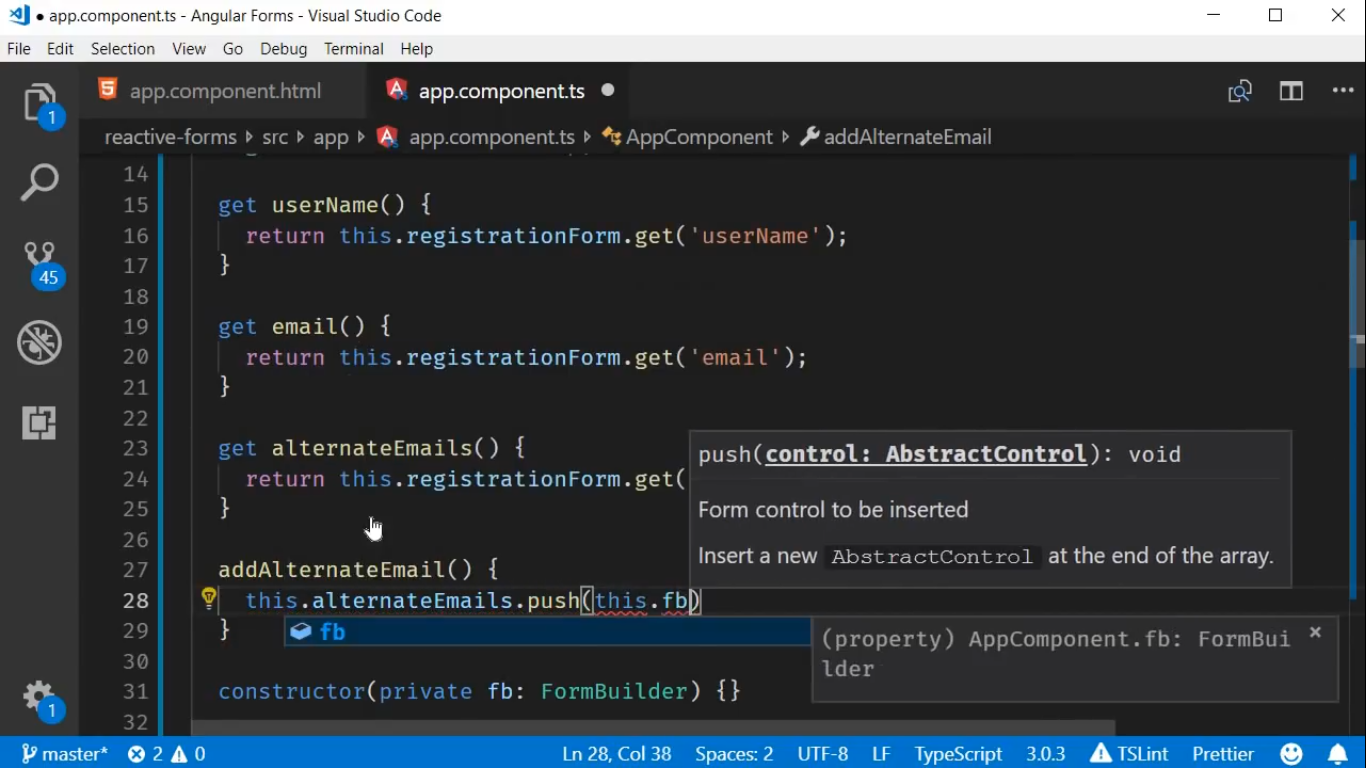 app.component.ts - Angular Forms - Visual Studio Code
File Edit Selection View Go Debug Terminal Help
app.component.html app.component.ts
reactive-forms src app app.component.ts AppComponent addAlternateEmail
14
15 get userName() {
16 return this.registrationForm.get('userName');
17 }
18
19 get email() {
20 return this.registrationForm.get('email');
21 }
22
23 get alternateEmails() {
24 return this.registrationForm.get(
25 }
26
27 addAlternateEmail() {
28 this.alternateEmails.push(this.fb)
29 }
30
31 constructor(private fb: FormBuilder) {}
32
push(control: AbstractControl): void
Form control to be inserted
Insert a new AbstractControl at the end of the array.
fb
(property) AppComponent.fb: FormBui
lder
1
45
1
master* 2 0 Ln 28, Col 38 Spaces: 2 UTF-8 LF TypeScript 3.0.3 TSLint Prettier